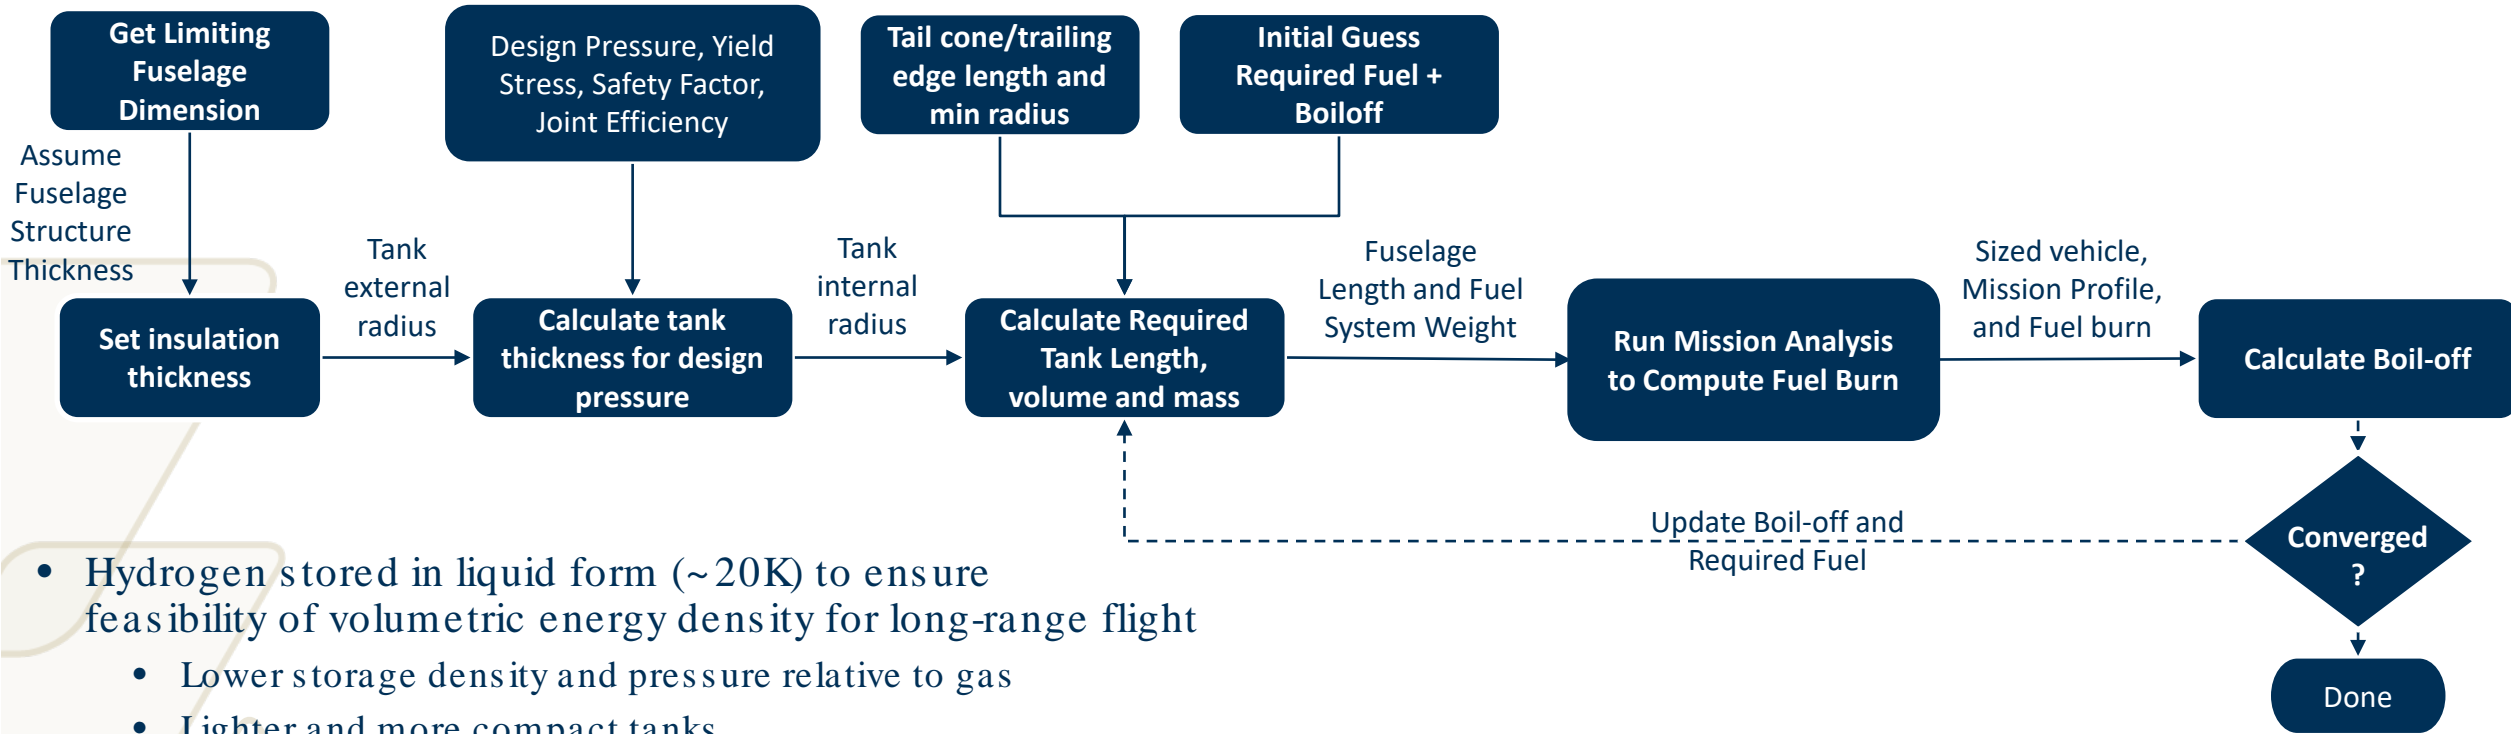 Get Limiting
Fuselage
Dimension
Design Pressure, Yield
Stress, Safety Factor,
Joint Efficiency
Tail cone/trailing
edge length and
min radius
Initial Guess
Required Fuel +
Boiloff
Assume
Fuselage
Structure
Thickness
Tank
external
radius
Tank
internal
radius
Fuselage
Length and Fuel
System Weight
Sized vehicle,
Mission Profile,
and Fuel burn
Set insulation
thickness
Calculate tank
thickness for design
pressure
Calculate Required
Tank Length,
volume and mass
Run Mission Analysis
to Compute Fuel Burn
Calculate Boil-off
Update Boil-off and
Required Fuel
Converged
?
Done
• Hydrogen stored in liquid form (~20K) to ensure
feasibility of volumetric energy density for long-range flight
• Lower storage density and pressure relative to gas
• Lighter and more compact tanks